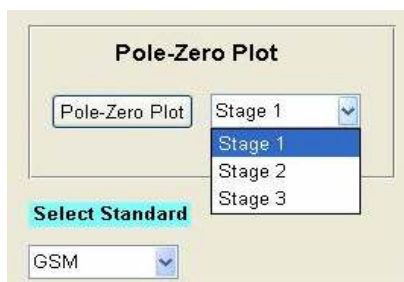 Pole-Zero Plot
Pole-Zero Plot Stage 1
Stage 1
Stage 2
Stage 3
Select Standard
GSM